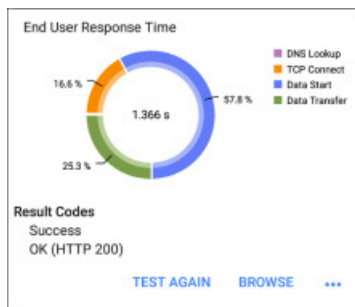 End User Response Time
DNS Lookup
TCP Connect
Data Start
Data Transfer
16.6 %
57.8 %
1.366 s
25.3 %
Result Codes
Success
OK (HTTP 200)
TEST AGAIN BROWSE •••